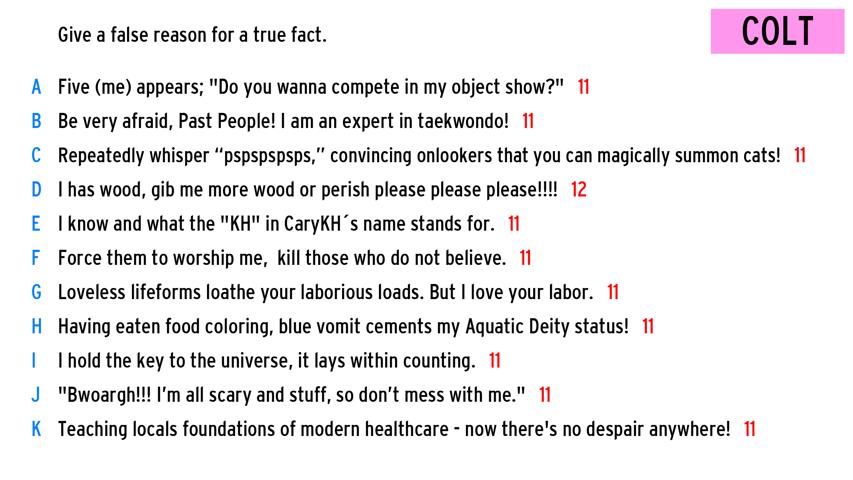 COLT
Give a false reason for a true fact.
A Five (me) appears; "Do you wanna compete in my object show?" 11
B Be very afraid, Past People! I am an expert in taekwondo! 11
C Repeatedly whisper “pspspspsps,” convincing onlookers that you can magically summon cats! 11
D I has wood, gib me more wood or perish please please please!!!! 12
E I know and what the "KH" in CaryKH´s name stands for. 11
F Force them to worship me, kill those who do not believe. 11
G Loveless lifeforms loathe your laborious loads. But I love your labor. 11
H Having eaten food coloring, blue vomit cements my Aquatic Deity status! 11
I I hold the key to the universe, it lays within counting. 11
J "Bwoargh!!! I’m all scary and stuff, so don’t mess with me." 11
K Teaching locals foundations of modern healthcare - now there's no despair anywhere! 11